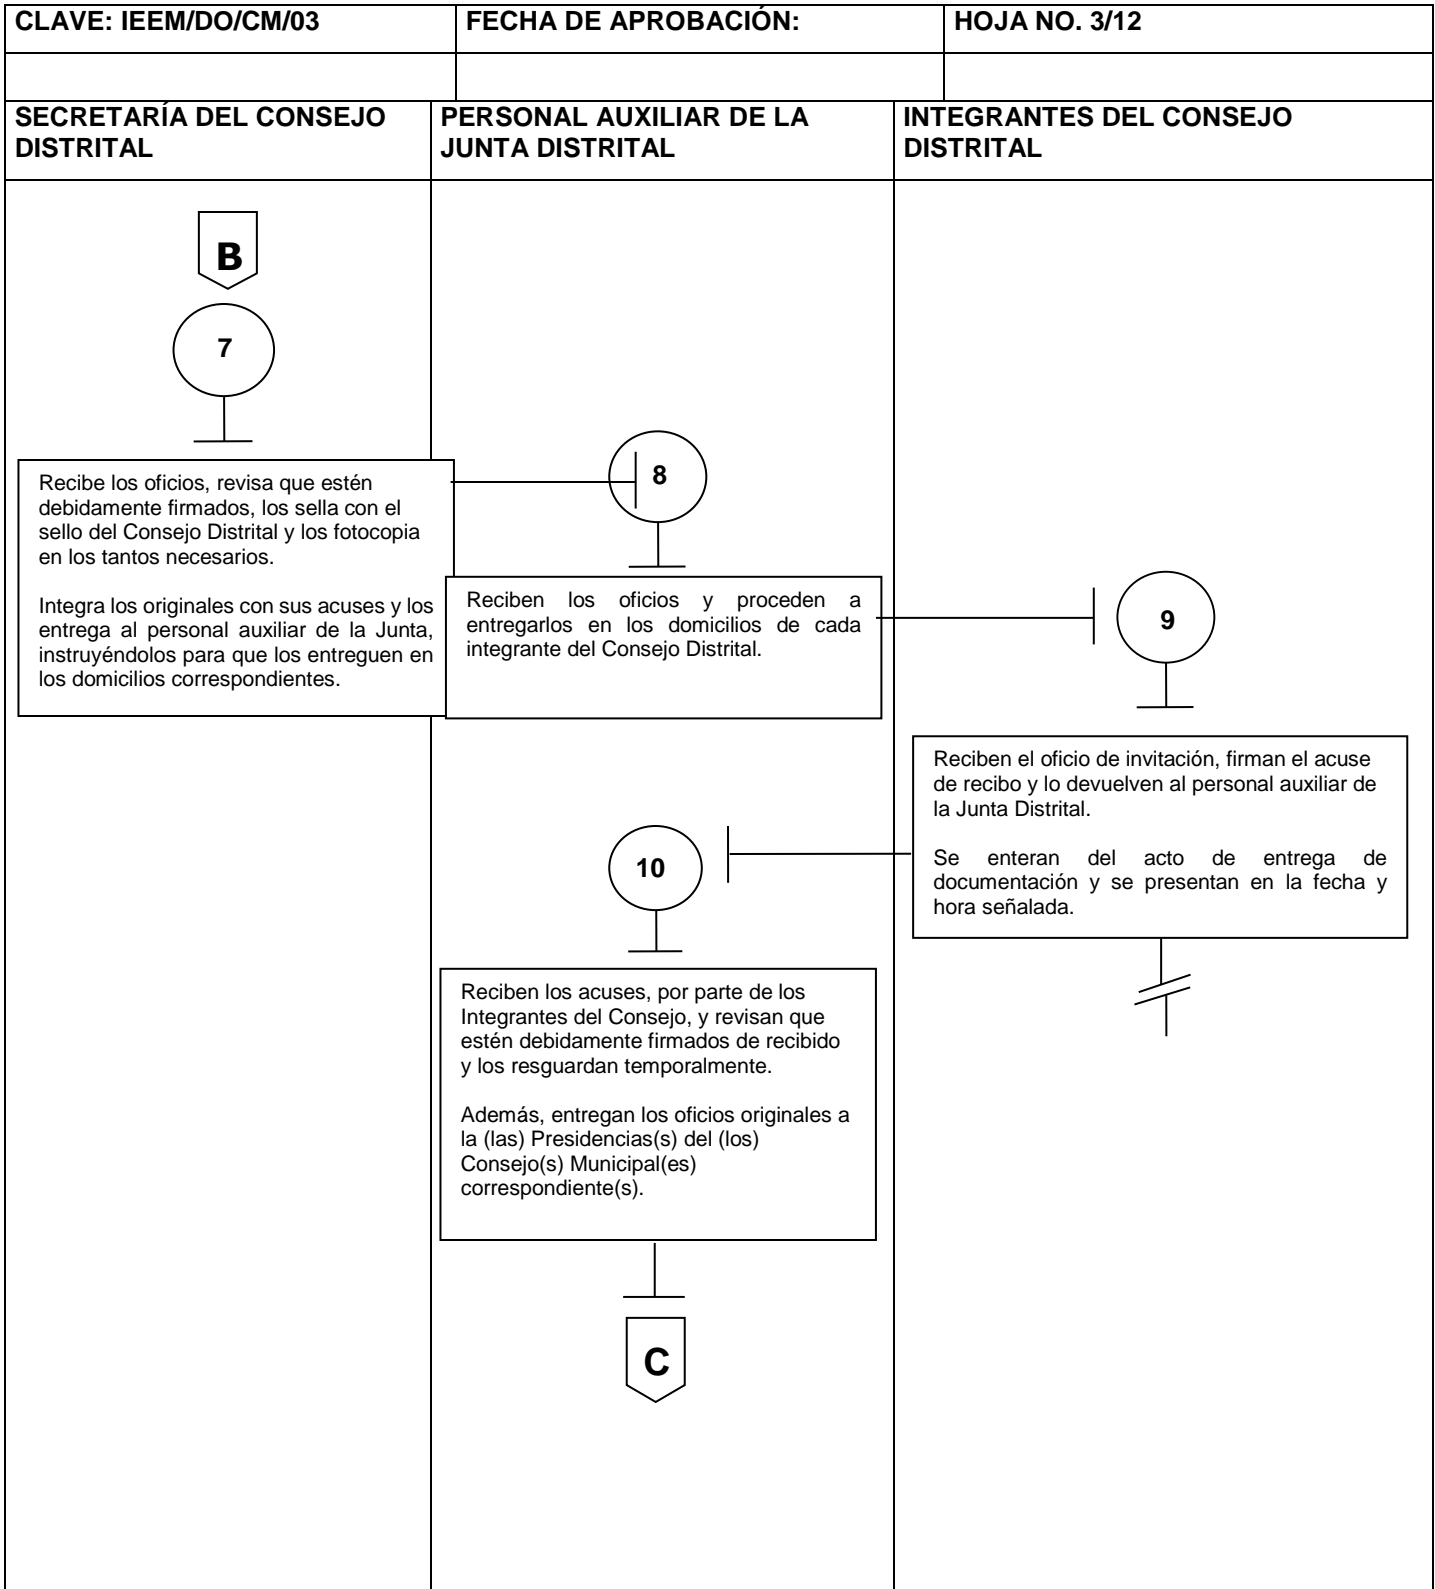 CLAVE: IEEM/DO/CM/03
FECHA DE APROBACIÓN:
HOJA NO. 3/12
SECRETARÍA DEL CONSEJO
DISTRITAL
PERSONAL AUXILIAR DE LA
JUNTA DISTRITAL
INTEGRANTES DEL CONSEJO
DISTRITAL
B
7
Recibe los oficios, revisa que estén
debidamente firmados, los sella con el
sello del Consejo Distrital y los fotocopia
en los tantos necesarios.
Integra los originales con sus acuses y los
entrega al personal auxiliar de la Junta,
instruyéndolos para que los entreguen en
los domicilios correspondientes.
8
Reciben los oficios y proceden a
entregarlos en los domicilios de cada
integrante del Consejo Distrital.
9
Reciben el oficio de invitación, firman el acuse
de recibo y lo devuelven al personal auxiliar de
la Junta Distrital.
Se enteran del acto de entrega de
documentación y se presentan en la fecha y
hora señalada.
10
Reciben los acuses, por parte de los
Integrantes del Consejo, y revisan que
estén debidamente firmados de recibido
y los resguardan temporalmente.
Además, entregan los oficios originales a
la (las) Presidencias(s) del (los)
Consejo(s) Municipal(es)
correspondiente(s).
C